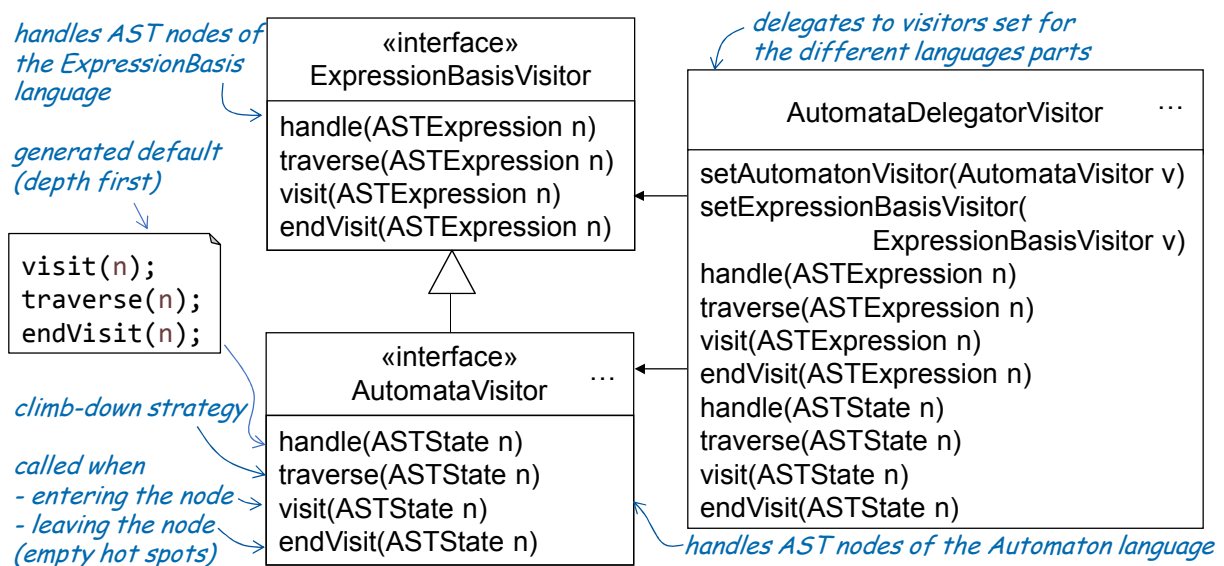 handles AST nodes of
the ExpressionBasis
language
generated default
(depth first)
visit(n);
traverse(n);
endVisit(n);
climb-down strategy
called when
- entering the node
- leaving the node
(empty hot spots)
«interface»
ExpressionBasisVisitor
handle(ASTExpression n)
traverse(ASTExpression n)
visit(ASTExpression n)
endVisit(ASTExpression n)
«interface»
AutomataVisitor ...
handle(ASTState n)
traverse(ASTState n)
visit(ASTState n)
endVisit(ASTState n)
delegates to visitors set for
the different languages parts
AutomataDelegatorVisitor ...
setAutomatonVisitor(AutomataVisitor v)
setExpressionBasisVisitor(
ExpressionBasisVisitor v)
handle(ASTExpression n)
traverse(ASTExpression n)
visit(ASTExpression n)
endVisit(ASTExpression n)
handle(ASTState n)
traverse(ASTState n)
visit(ASTState n)
endVisit(ASTState n)
handles AST nodes of the Automaton language